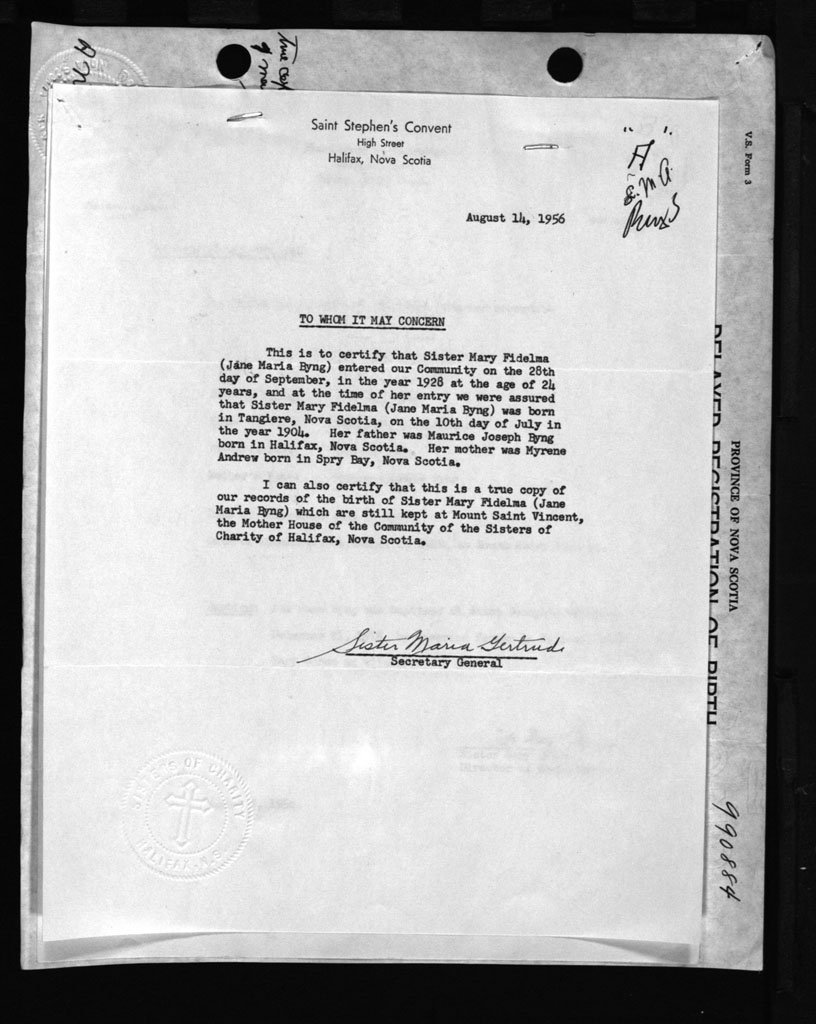 Saint Stephen's Convent
High Street
Halifax, Nova Scotia
"A"
August 14, 1956
TO WHOM IT MAY CONCERN
This is to certify that Sister Mary Fidelma
(Jane Maria Byng) entered our Community on the 28th
day of September, in the year 1928 at the age of 24
years, and at the time of her entry we were assured
that Sister Mary Fidelma (Jane Maria Byng) was born
in Tangiere, Nova Scotia, on the 10th day of July in
the year 1904. Her father was Maurice Joseph Byng
born in Halifax, Nova Scotia. Her mother was Myrene
Andrew born in Spry Bay, Nova Scotia.
I can also certify that this is a true copy of
our records of the birth of Sister Mary Fidelma (Jane
Maria Byng) which are still kept at Mount Saint Vincent,
the Mother House of the Community of the Sisters of
Charity of Halifax, Nova Scotia.
Sister Maria Gertrude
Secretary General
SISTERS OF CHARITY
HALIFAX, N.S.
V.S. Form 3
PROVINCE OF NOVA SCOTIA
DELAYED REGISTRATION OF BIRTH
990884